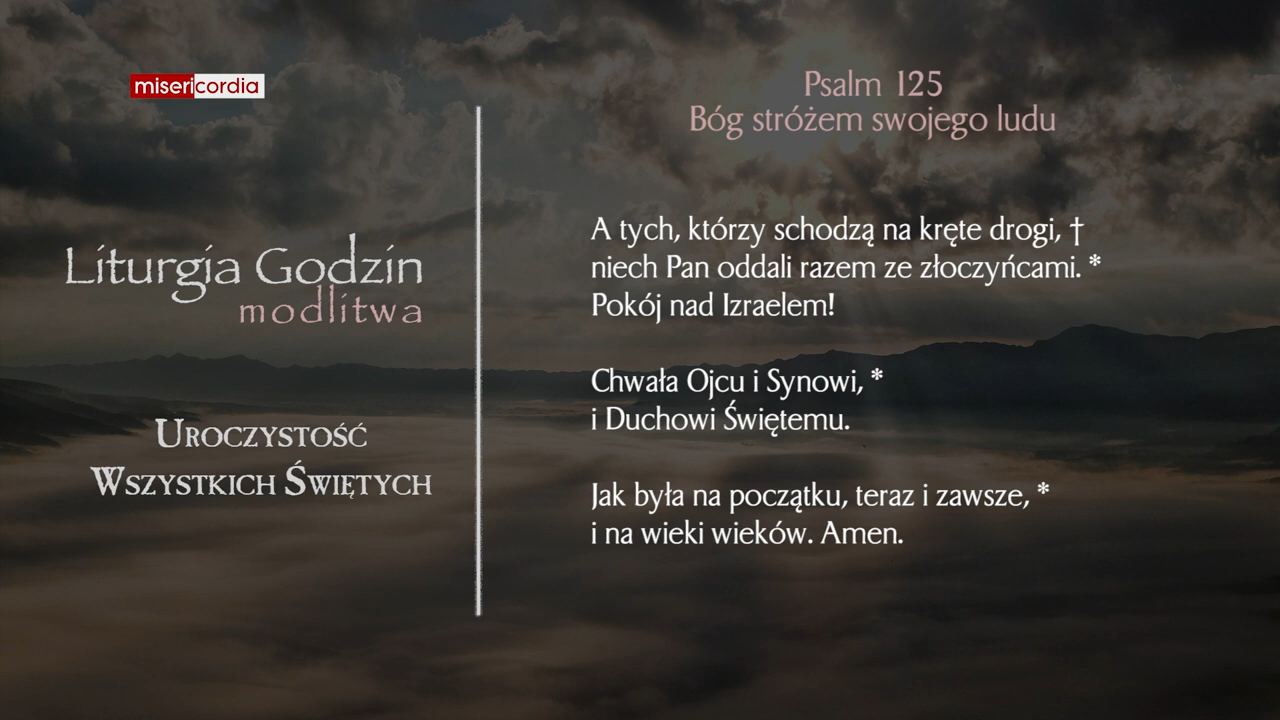 misericordia
Liturgia Godzin
modlitwa
Uroczystość
Wszystkich Świętych
Psalm 125
Bóg stróżem swojego ludu
A tych, którzy schodzą na kręte drogi, †
niech Pan oddali razem ze złoczyńcami. *
Pokój nad Izraelem!
Chwała Ojcu i Synowi, *
i Duchowi Świętemu.
Jak była na początku, teraz i zawsze, *
i na wieki wieków. Amen.